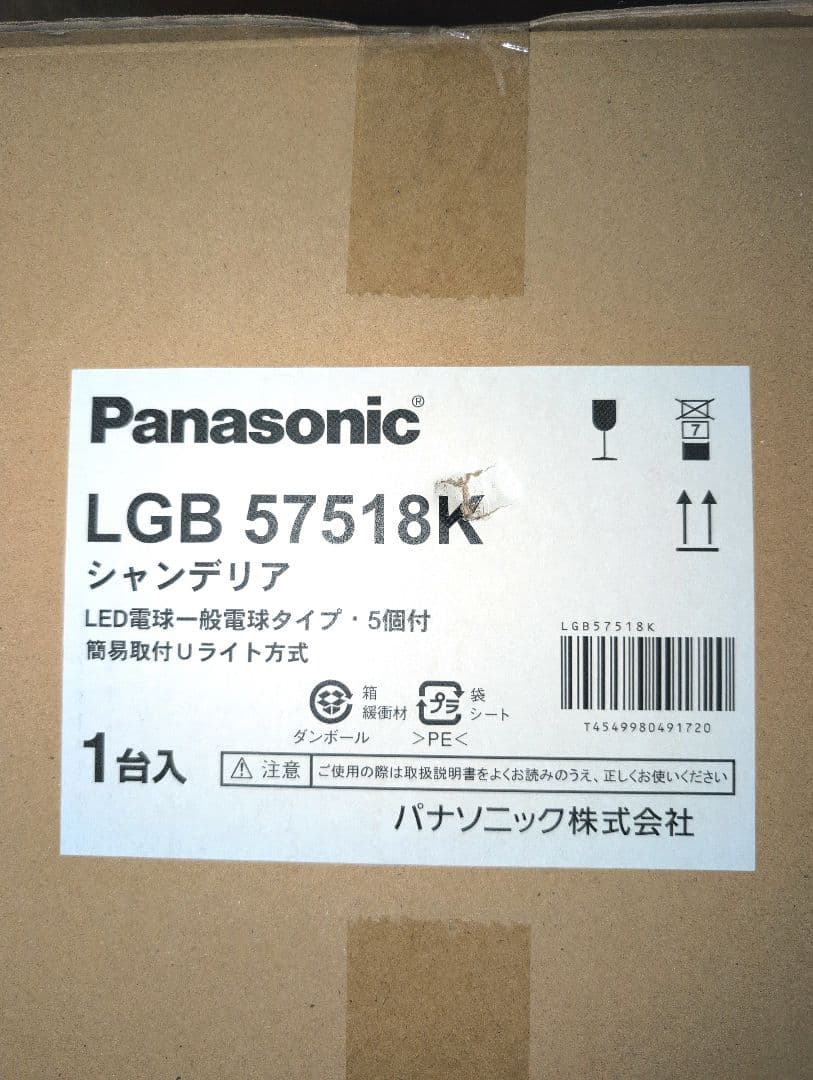 Panasonic®
7
LGB 57518K
シャンデリア
LED電球一般電球タイプ・5個付
簡易取付Uライト方式
LGB57518K
T4549980491720
箱
緩衝材
ダンボール
プラ
袋
シート
>PE<
1台入
注意 ご使用の際は取扱説明書をよくお読みのうえ、正しくお使いください
パナソニック株式会社